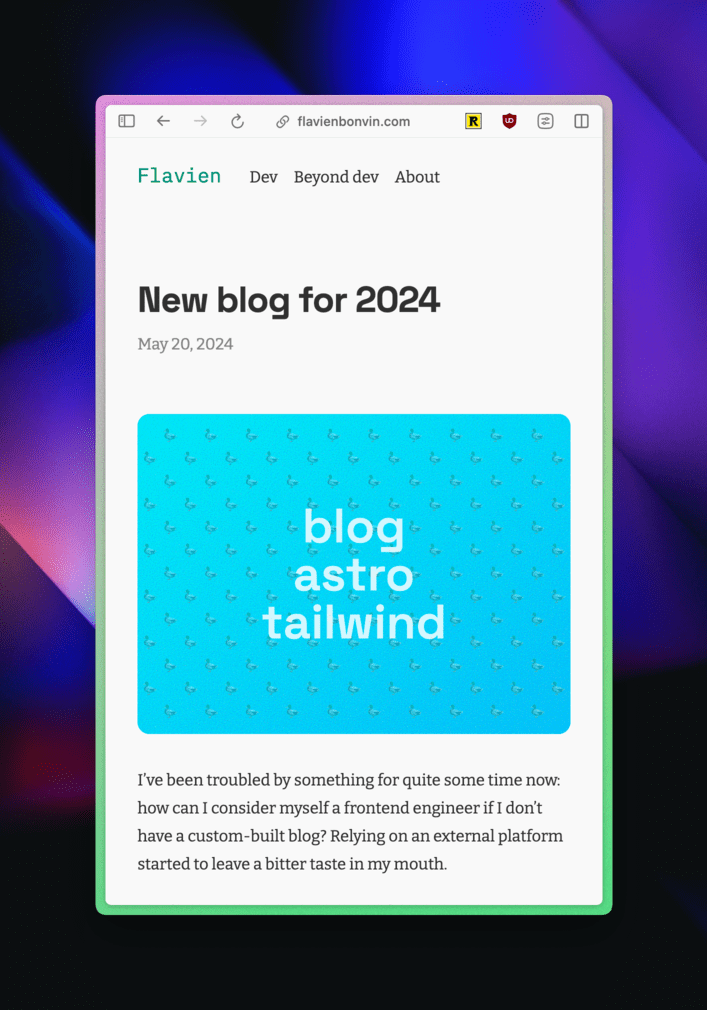 flavienbonvin.com
R
UO
Flavien Dev Beyond dev About
New blog for 2024
May 20, 2024
blog
astro
tailwind
I've been troubled by something for quite some time now:
how can I consider myself a frontend engineer if I don't
have a custom-built blog? Relying on an external platform
started to leave a bitter taste in my mouth.